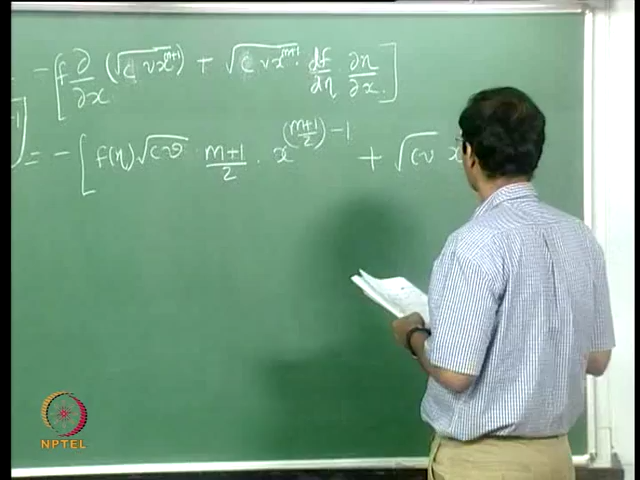 -[f ∂/∂x (√(c ν x^(m+1)) + √(c ν x^(m+1)) · df/dη · ∂η/∂x.]
= -[f(η) √(cν) · (m+1)/2 · x^((m+1)/2) - 1 + √(cν) x
NPTEL